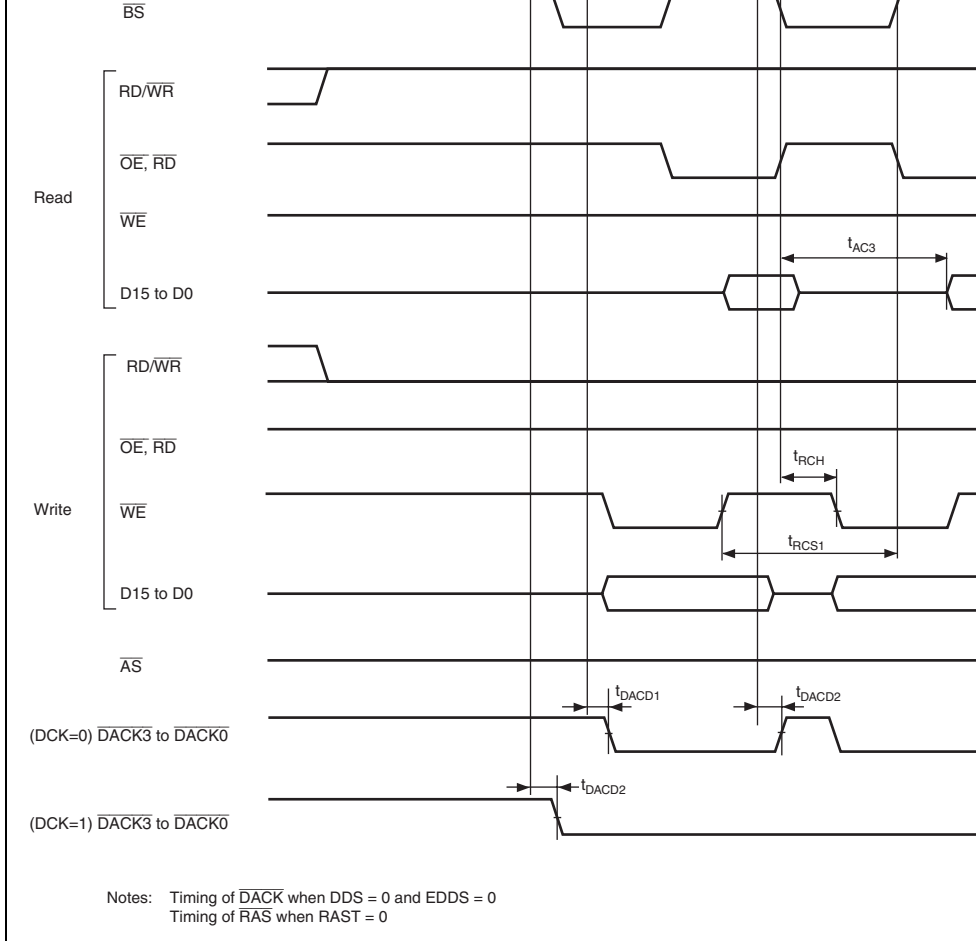 BS
RD/WR
OE, RD
Read
WE
tAC3
D15 to D0
RD/WR
OE, RD
tRCH
Write
WE
tRCS1
D15 to D0
AS
tDACD1
tDACD2
(DCK=0) DACK3 to DACK0
tDACD2
(DCK=1) DACK3 to DACK0
Notes: Timing of DACK when DDS = 0 and EDDS = 0
Timing of RAS when RAST = 0